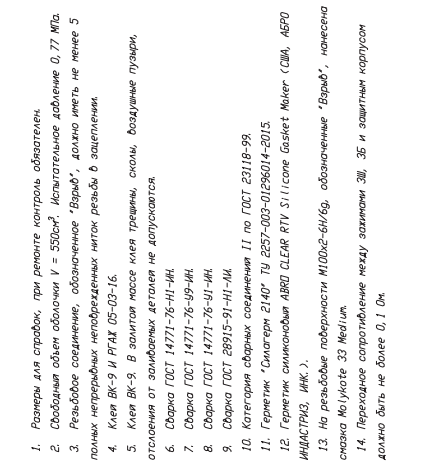 1. Размеры для справок, при ремонте контроль обязателен.
2. Свободный объем оболочки V = 550см³. Испытательное давление 0,77 МПа.
3. Резьбовое соединение, обозначенное "Взрыв", должно иметь не менее 5
полных непрерывных неповрежденных ниток резьбы в зацеплении.
4. Клей ВК-9 И РГАЖ 05-03-16.
5. Клей ВК-9. В залитой массе клея трещины, сколы, воздушные пузыри,
отслоения от заливаемых деталей не допускаются.
6. Сварка ГОСТ 14771-76-Н1-ИН.
7. Сварка ГОСТ 14771-76-У9-ИН.
8. Сварка ГОСТ 14771-76-У1-ИН.
9. Сварка ГОСТ 28915-91-Н1-ЛИ.
10. Категория сварных соединений II по ГОСТ 23118-99.
11. Герметик "Силагерм 2140" ТУ 2257-003-01296014-2015.
12. Герметик силиконовый ABRO CLEAR RTV Silicone Gasket Maker (США, АБРО
ИНДАСТРИЗ, ИНК.).
13. На резьбовые поверхности М100х2-6Н/6g, обозначенные "Взрыв", нанесена
смазка Molykote 33 Medium.
14. Переходное сопротивление между зажимами ЗШ, ЗБ и защитным корпусом
должно быть не более 0,1 Ом.